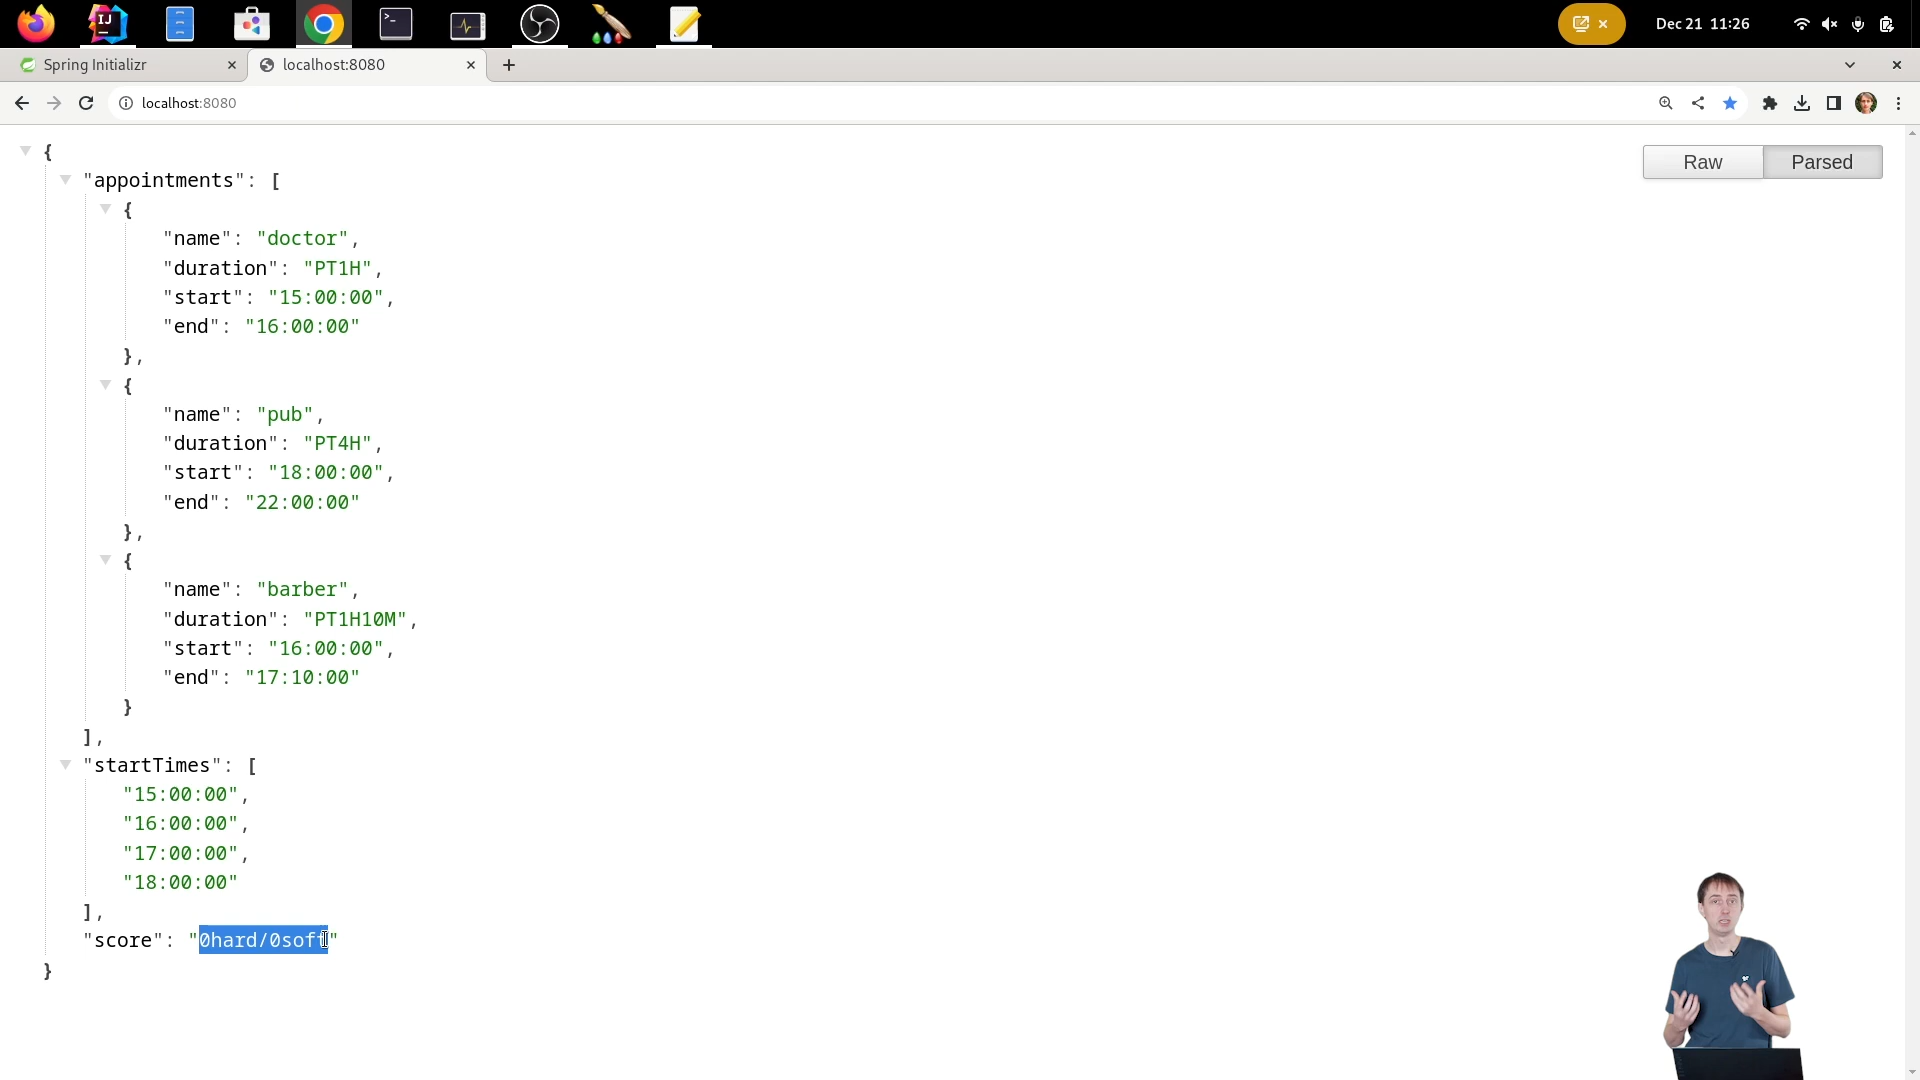 Dec 21 11:26
Spring Initializr
localhost:8080
localhost:8080
Raw Parsed
{
"appointments": [
{
"name": "doctor",
"duration": "PT1H",
"start": "15:00:00",
"end": "16:00:00"
},
{
"name": "pub",
"duration": "PT4H",
"start": "18:00:00",
"end": "22:00:00"
},
{
"name": "barber",
"duration": "PT1H10M",
"start": "16:00:00",
"end": "17:10:00"
}
],
"startTimes": [
"15:00:00",
"16:00:00",
"17:00:00",
"18:00:00"
],
"score": "0hard/0soft"
}